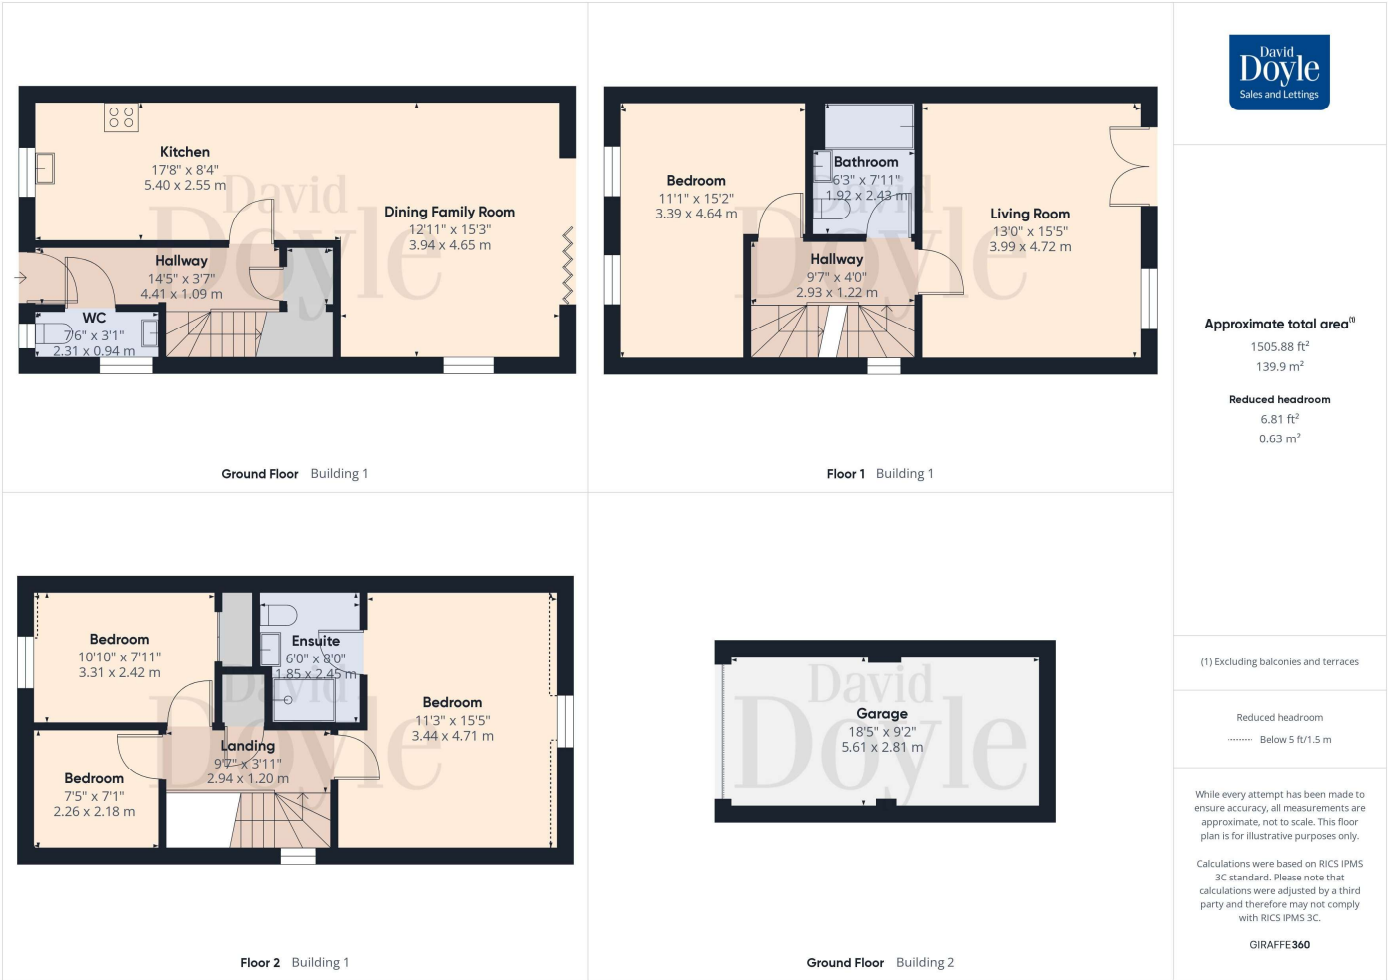 David
Doyle
Sales and Lettings
Kitchen
17'8" x 8'4"
5.40 x 2.55 m
Dining Family Room
12'11" x 15'3"
3.94 x 4.65 m
Hallway
14'5" x 3'7"
4.41 x 1.09 m
WC
7'6" x 3'1"
2.31 x 0.94 m
David
Doyle
Ground Floor Building 1
Bedroom
11'1" x 15'2"
3.39 x 4.64 m
Bathroom
6'3" x 7'11"
1.92 x 2.43 m
Living Room
13'0" x 15'5"
3.99 x 4.72 m
Hallway
9'7" x 4'0"
2.93 x 1.22 m
David
Doyle
Floor 1 Building 1
Bedroom
10'10" x 7'11"
3.31 x 2.42 m
Ensuite
6'0" x 8'0"
1.85 x 2.45 m
Bedroom
11'3" x 15'5"
3.44 x 4.71 m
Landing
9'7" x 3'11"
2.94 x 1.20 m
Bedroom
7'5" x 7'1"
2.26 x 2.18 m
David
Doyle
Floor 2 Building 1
Garage
18'5" x 9'2"
5.61 x 2.81 m
David
Doyle
Ground Floor Building 2
Approximate total area(1)
1505.88 ft²
139.9 m²
Reduced headroom
6.81 ft²
0.63 m²
(1) Excluding balconies and terraces
Reduced headroom
Below 5 ft/1.5 m
While every attempt has been made to
ensure accuracy, all measurements are
approximate, not to scale. This floor
plan is for illustrative purposes only.
Calculations were based on RICS IPMS
3C standard. Please note that
calculations were adjusted by a third
party and therefore may not comply
with RICS IPMS 3C.
GIRAFFE360